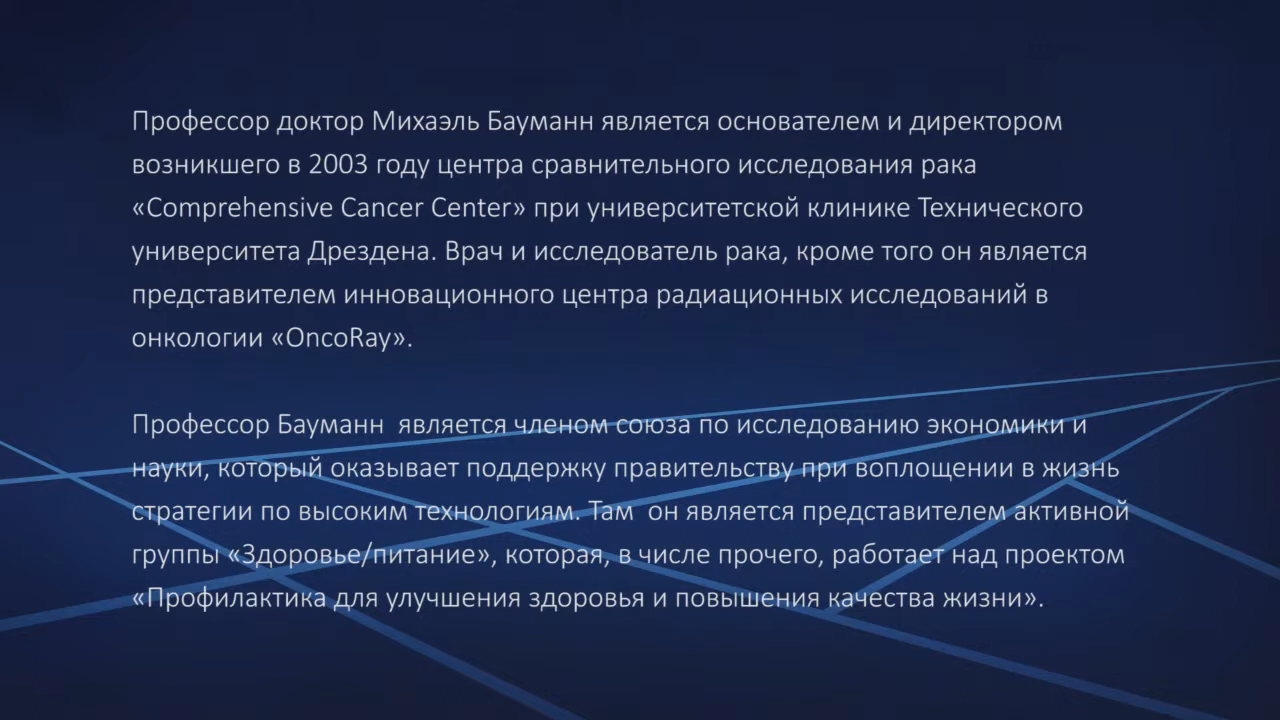 Профессор доктор Михаэль Бауманн является основателем и директором
возникшего в 2003 году центра сравнительного исследования рака
«Comprehensive Cancer Center» при университетской клинике Технического
университета Дрездена. Врач и исследователь рака, кроме того он является
представителем инновационного центра радиационных исследований в
онкологии «OncoRay».
Профессор Бауманн  является членом союза по исследованию экономики и
науки, который оказывает поддержку правительству при воплощении в жизнь
стратегии по высоким технологиям. Там  он является представителем активной
группы «Здоровье/питание», которая, в числе прочего, работает над проектом
«Профилактика для улучшения здоровья и повышения качества жизни».